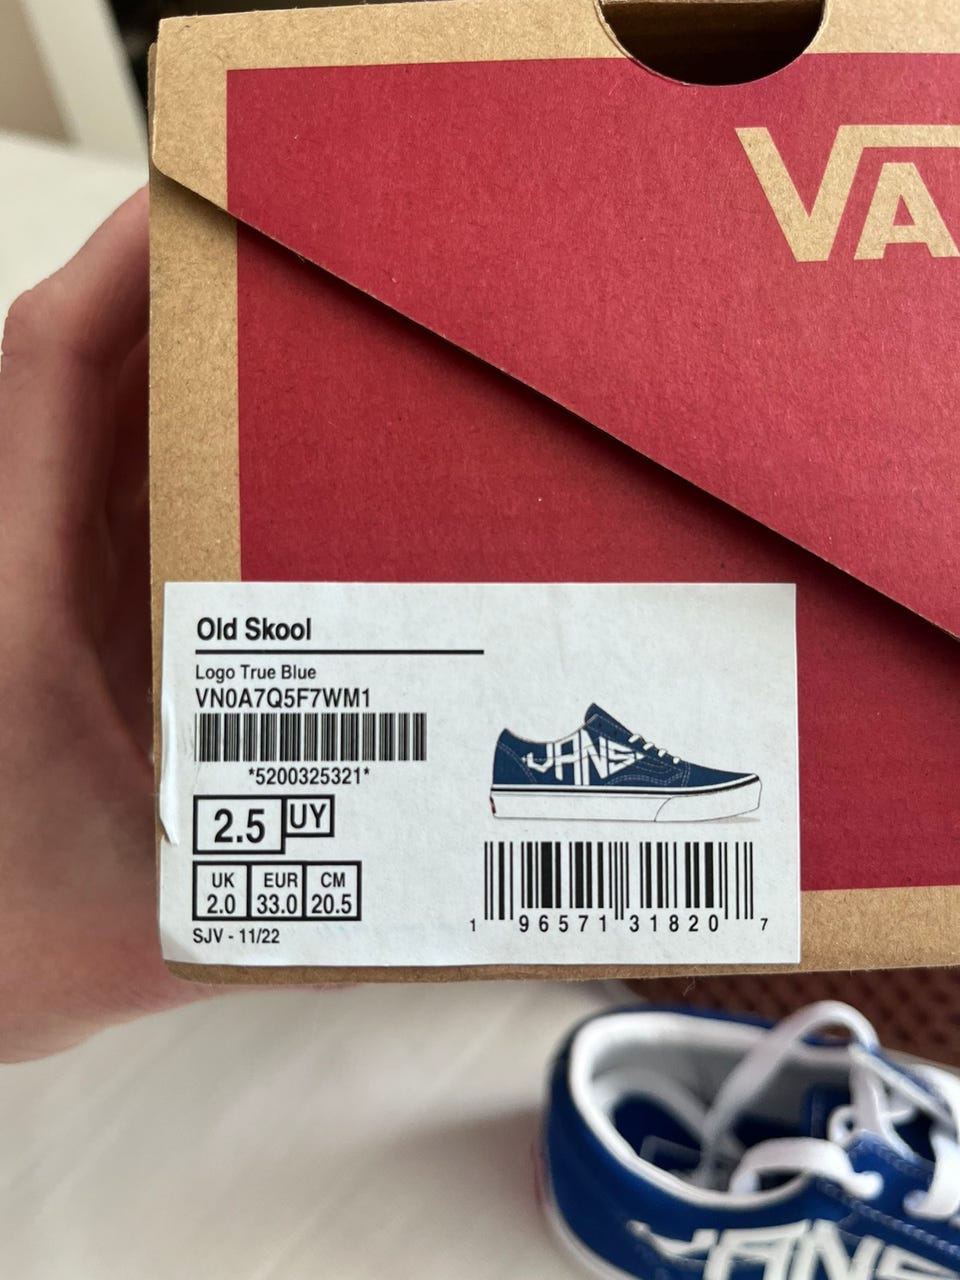 VA
Old Skool
Logo True Blue
VN0A7Q5F7WM1
*5200325321*
2.5 UY
UK EUR CM
2.0 33.0 20.5
SJV - 11/22
VANS
1 96571 31820 7
VANS